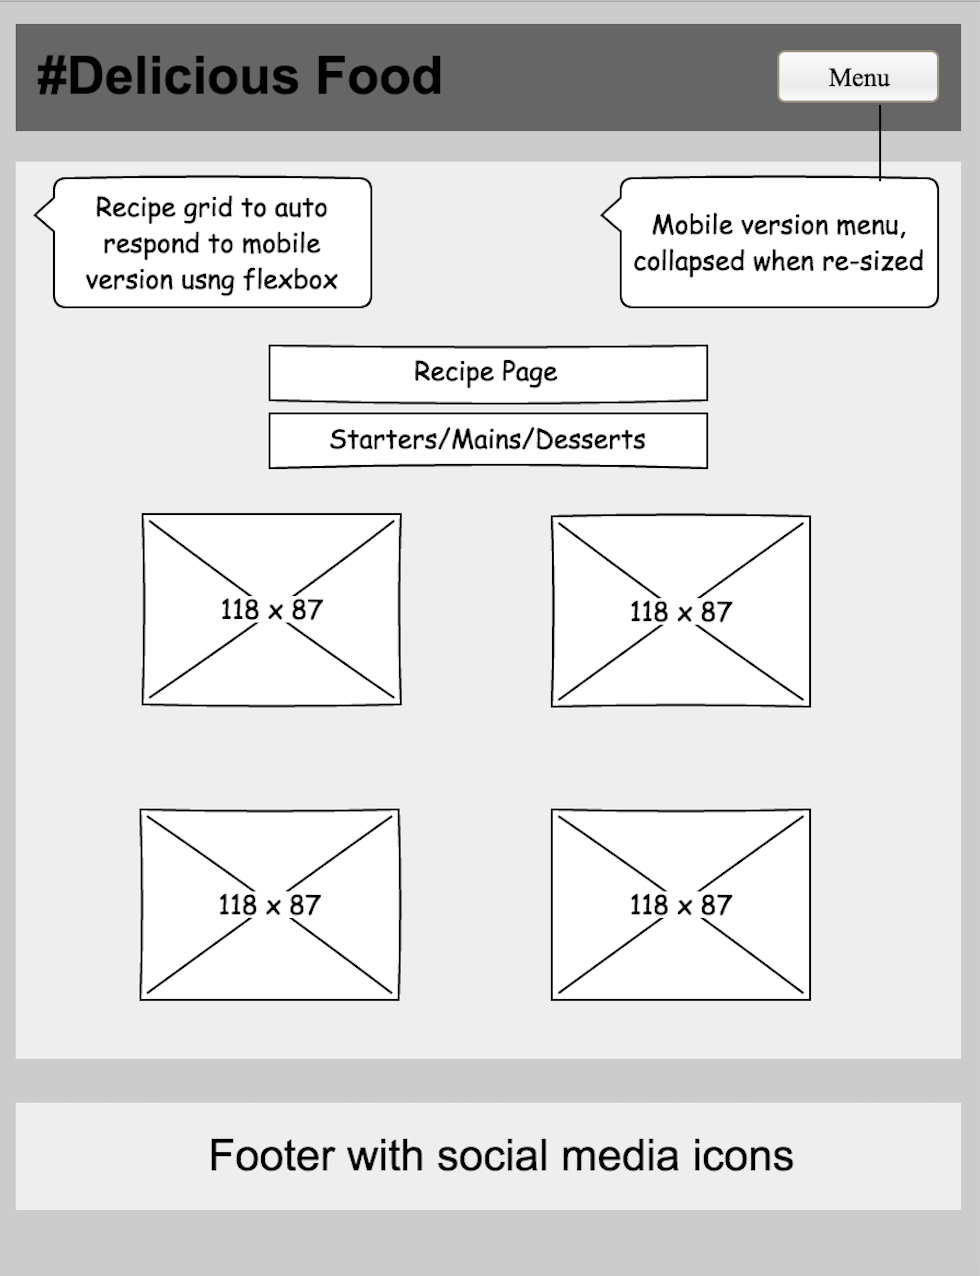 #Delicious Food
Menu
Recipe grid to auto
respond to mobile
version usng flexbox
Mobile version menu,
collapsed when re-sized
Recipe Page
Starters/Mains/Desserts
118 x 87
118 x 87
118 x 87
118 x 87
Footer with social media icons